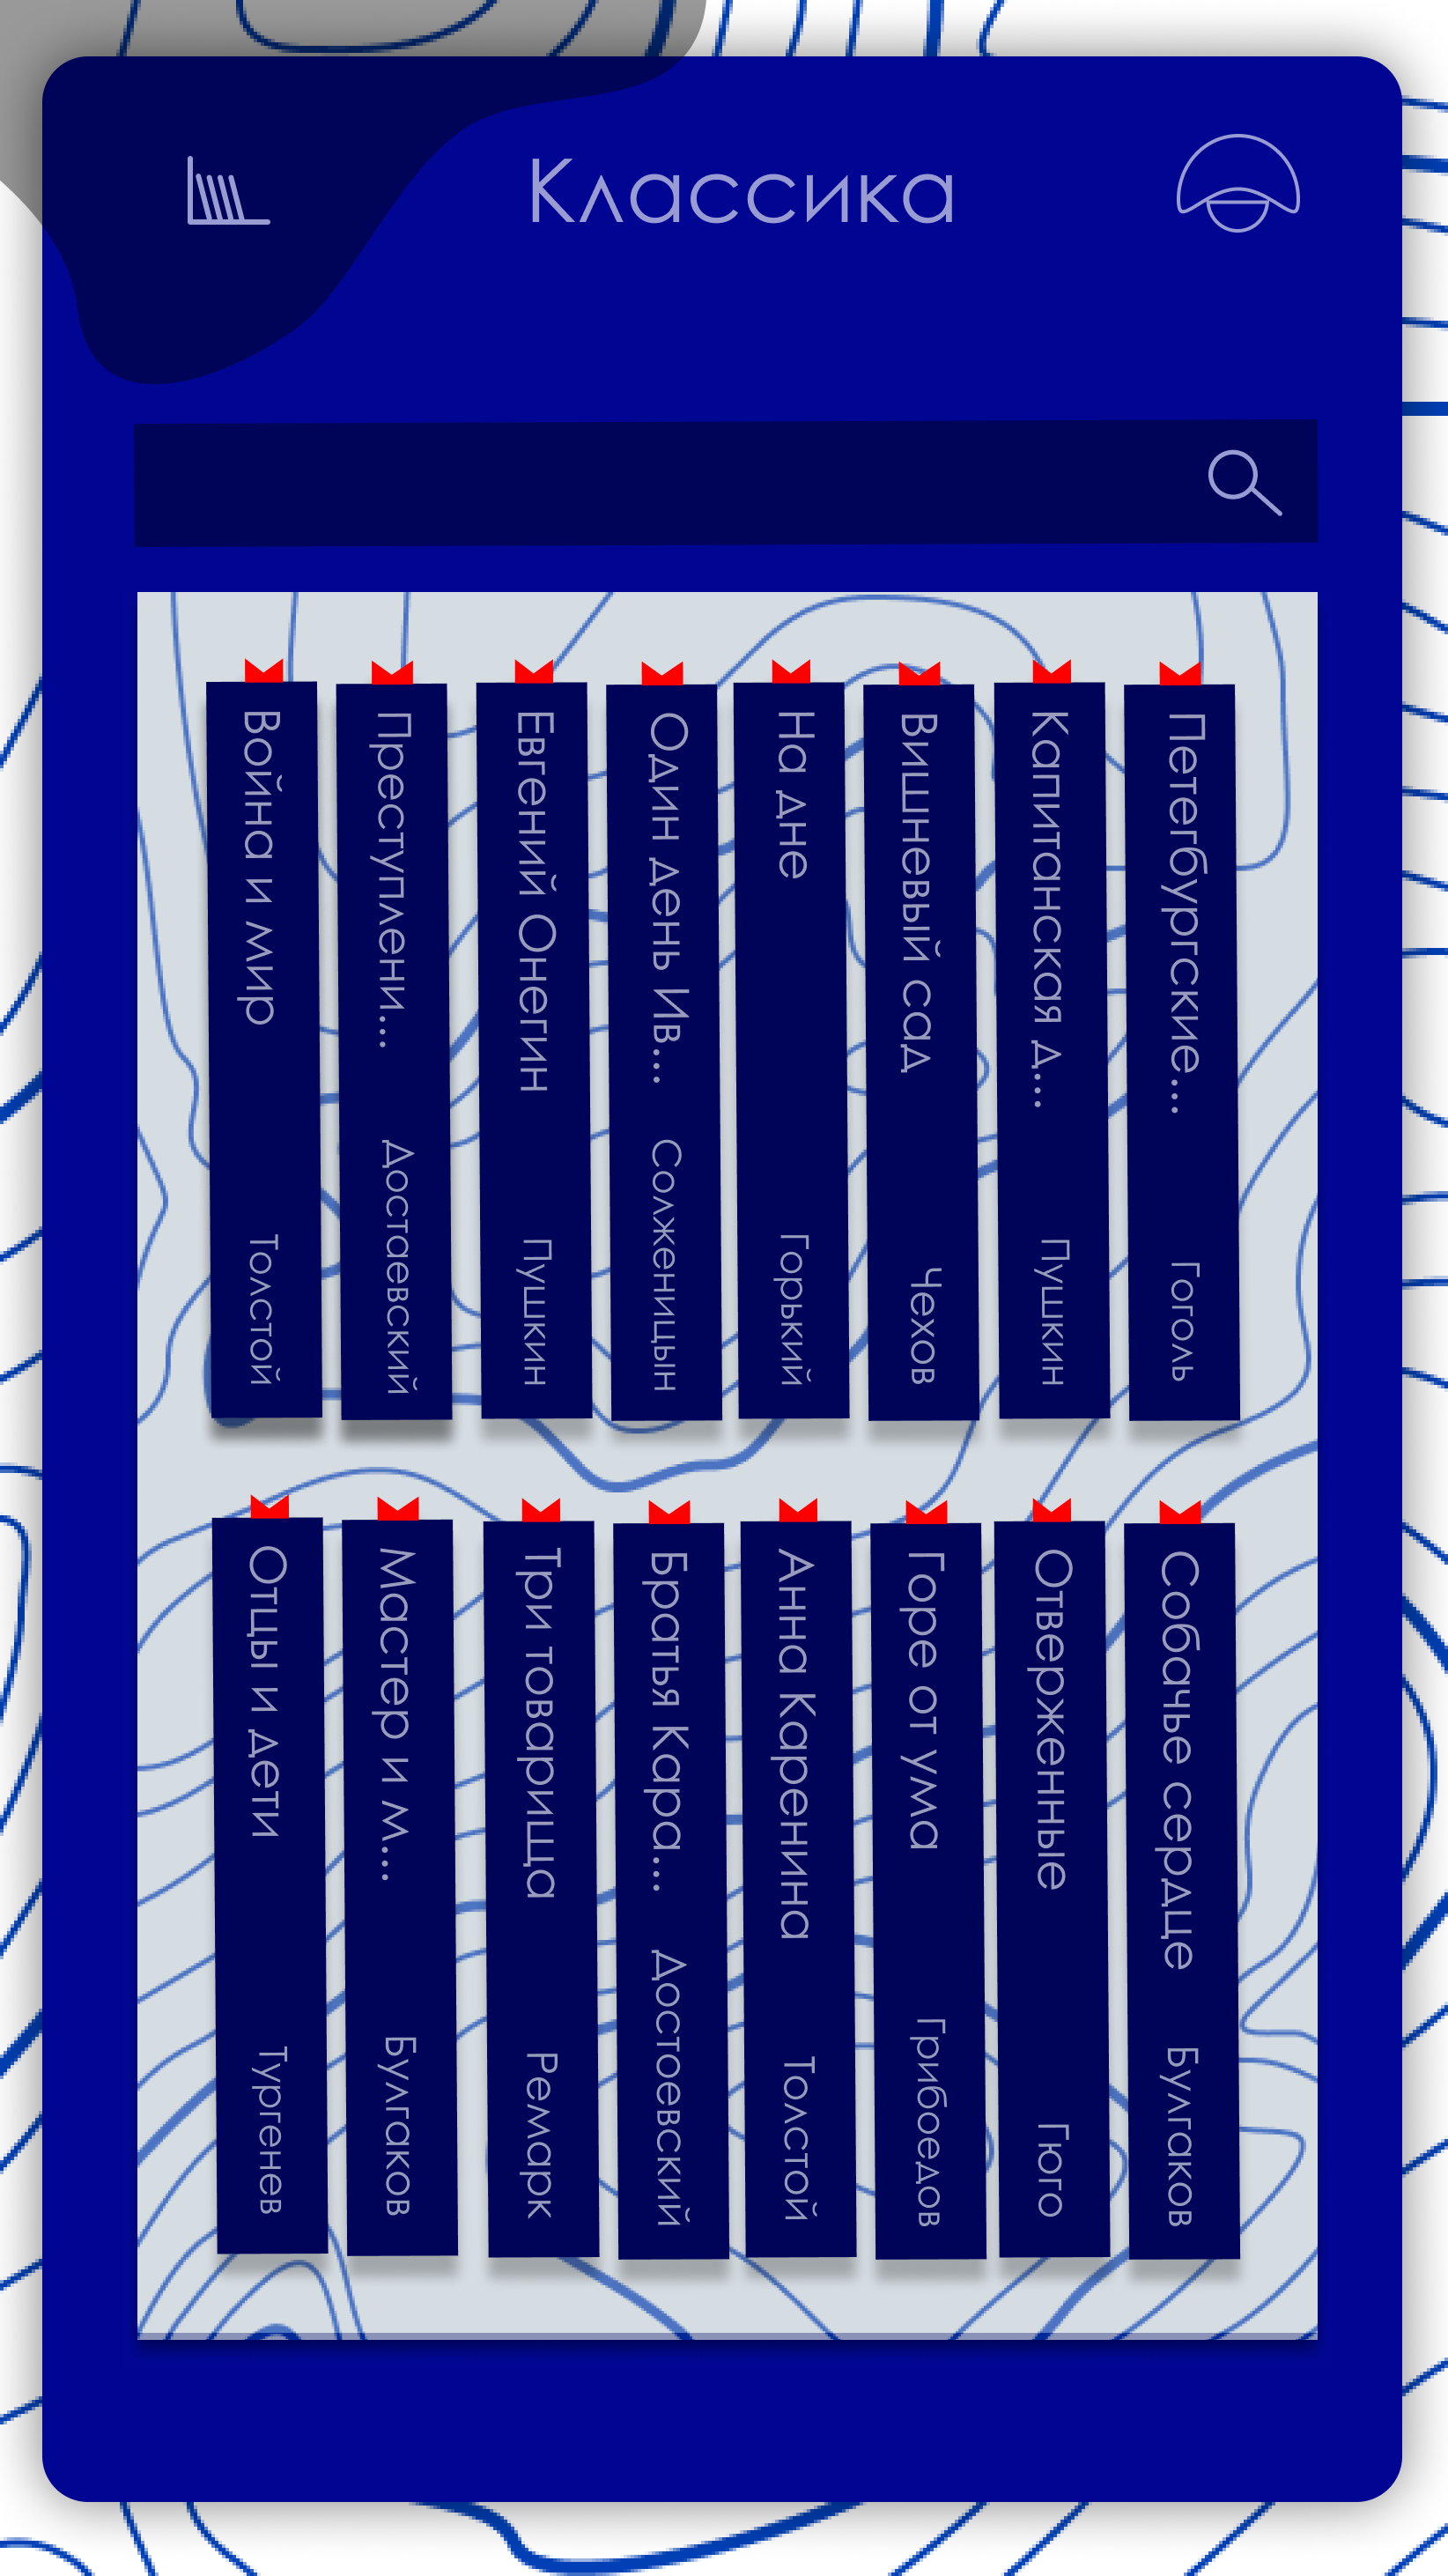 Классика
Война и мир
Толстой
Преступлени...
Достаевский
Евгений Онегин
Пушкин
Один день Ив...
Солженицын
На дне
Горький
Вишневый сад
Чехов
Капитанская д...
Пушкин
Петегбургские...
Гоголь
Отцы и дети
Тургенев
Мастер и м...
Булгаков
Три товарища
Ремарк
Братья Кара...
Достоевский
Анна Каренина
Толстой
Горе от ума
Грибоедов
Отверженные
Гюго
Собачье сердце
Булгаков